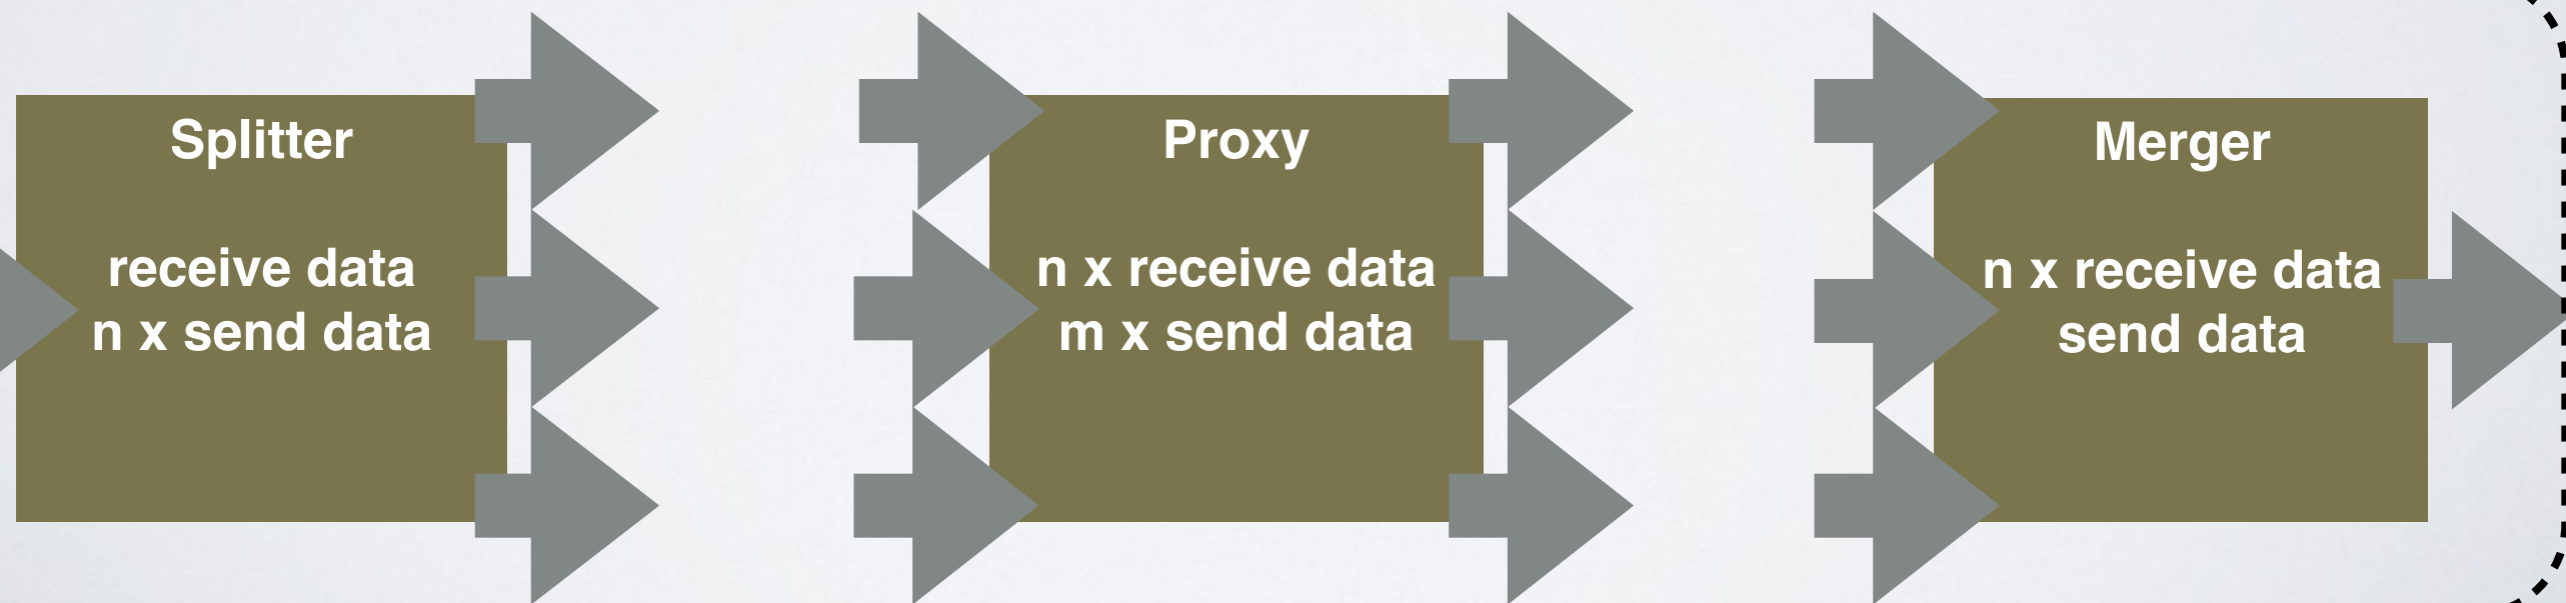 Splitter
receive data
n x send data
Proxy
n x receive data
m x send data
Merger
n x receive data
send data